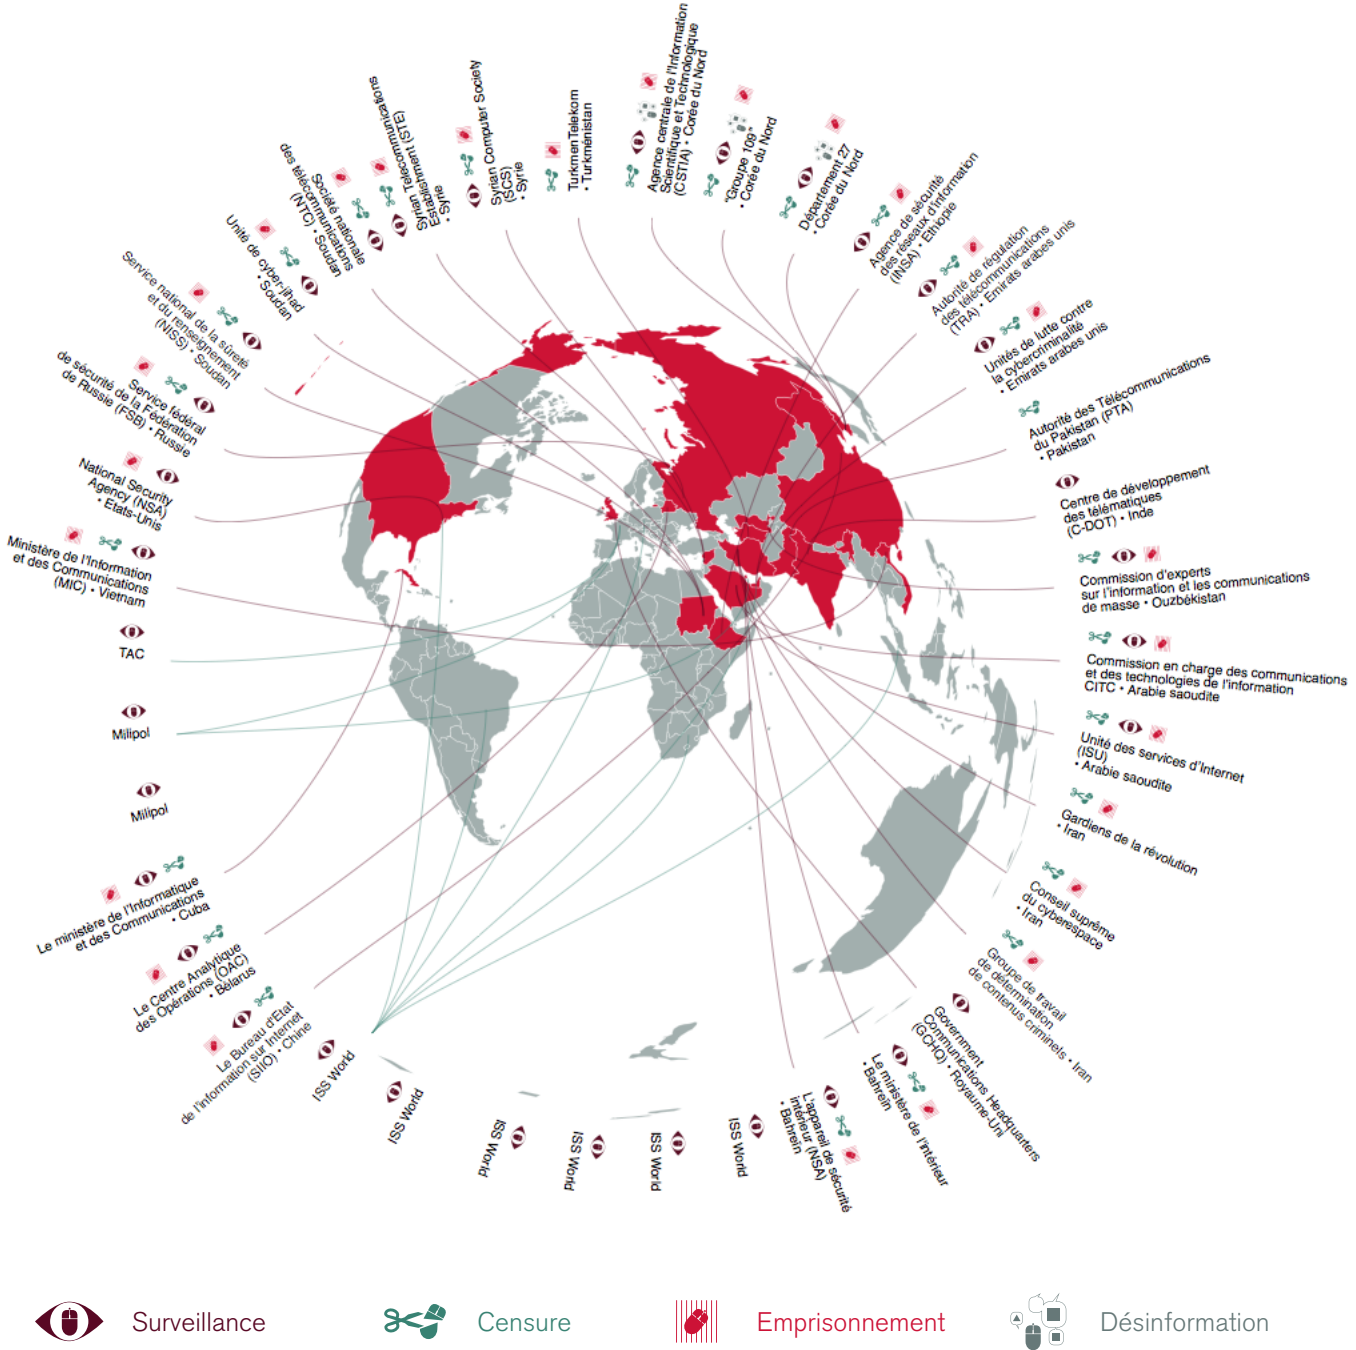 Agence centrale de l'Information
Scientifique et Technologique
(CSTIA) • Corée du Nord
"Groupe 109"
• Corée du Nord
Département 27
• Corée du Nord
Agence de sécurité
des réseaux d'information
(INSA) • Ethiopie
Autorité de régulation
des télécommunications
(TRA) • Emirats arabes unis
Unités de lutte contre
la cybercriminalité
• Emirats arabes unis
Autorité des Télécommunications
du Pakistan (PTA)
• Pakistan
Centre de développement
des télématiques
(C-DOT) • Inde
Commission d'experts
sur l'information et les communications
de masse • Ouzbékistan
Commission en charge des communications
et des technologies de l'information
CITC • Arabie saoudite
Unité des services d'Internet
(ISU)
• Arabie saoudite
Gardiens de la révolution
• Iran
Conseil suprême
du cyberespace
• Iran
Groupe de travail
de détermination
de contenus criminels • Iran
Government
Communications Headquarters
(GCHQ) • Royaume-Uni
Le ministère de l'intérieur
• Bahreïn
L'appareil de sécurité
intérieur (NSA)
• Bahreïn
ISS World
ISS World
ISS World
ISS World
ISS World
ISS World
Le Bureau d'Etat
de l'information sur Internet
(SIIO) • Chine
Le Centre Analytique
des Opérations (OAC)
• Bélarus
Le ministère de l'Informatique
et des Communications
• Cuba
Milipol
Milipol
TAC
Ministère de l'Information
et des Communications
(MIC) • Vietnam
National Security
Agency (NSA)
• Etats-Unis
Service fédéral
de sécurité de la Fédération
de Russie (FSB) • Russie
Service national de la sûreté
et du renseignement
(NISS) • Soudan
Unité de cyber-jihad
• Soudan
Société nationale
des télécommunications
(NTC) • Soudan
Syrian Telecommunications
Establishment (STE)
• Syrie
Syrian Computer Society
(SCS)
• Syrie
TurkmenTelekom
• Turkménistan
Surveillance
Censure
Emprisonnement
Désinformation